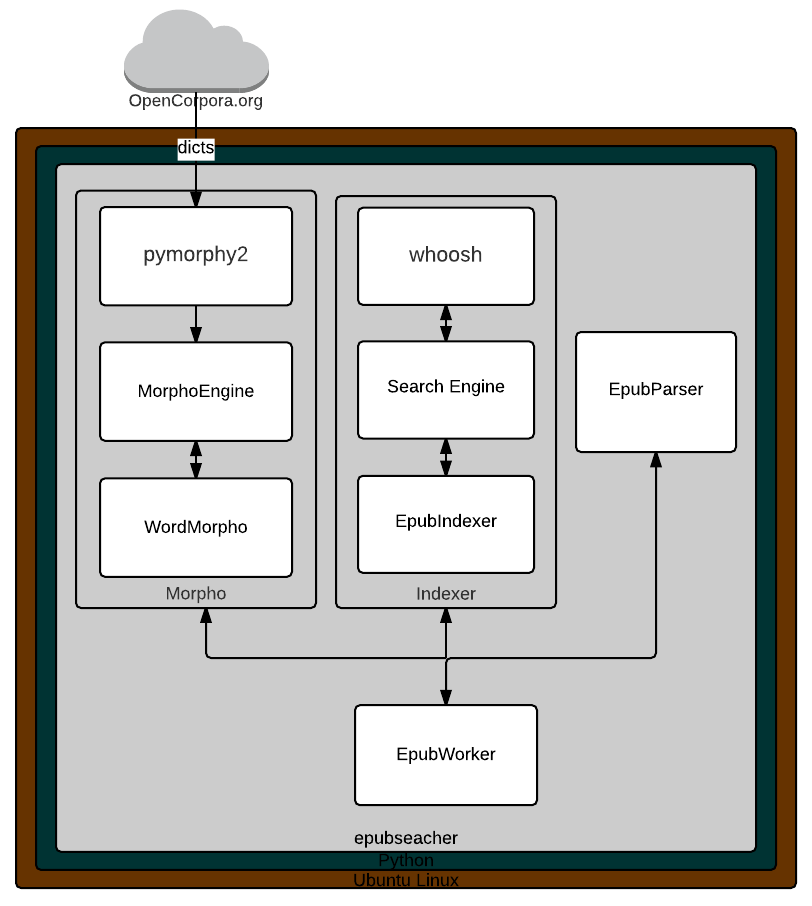 OpenCorpora.org
dicts
pymorphy2
whoosh
MorphoEngine
Search Engine
EpubParser
WordMorpho
EpubIndexer
Morpho
Indexer
EpubWorker
epubseacher
Python
Ubuntu Linux